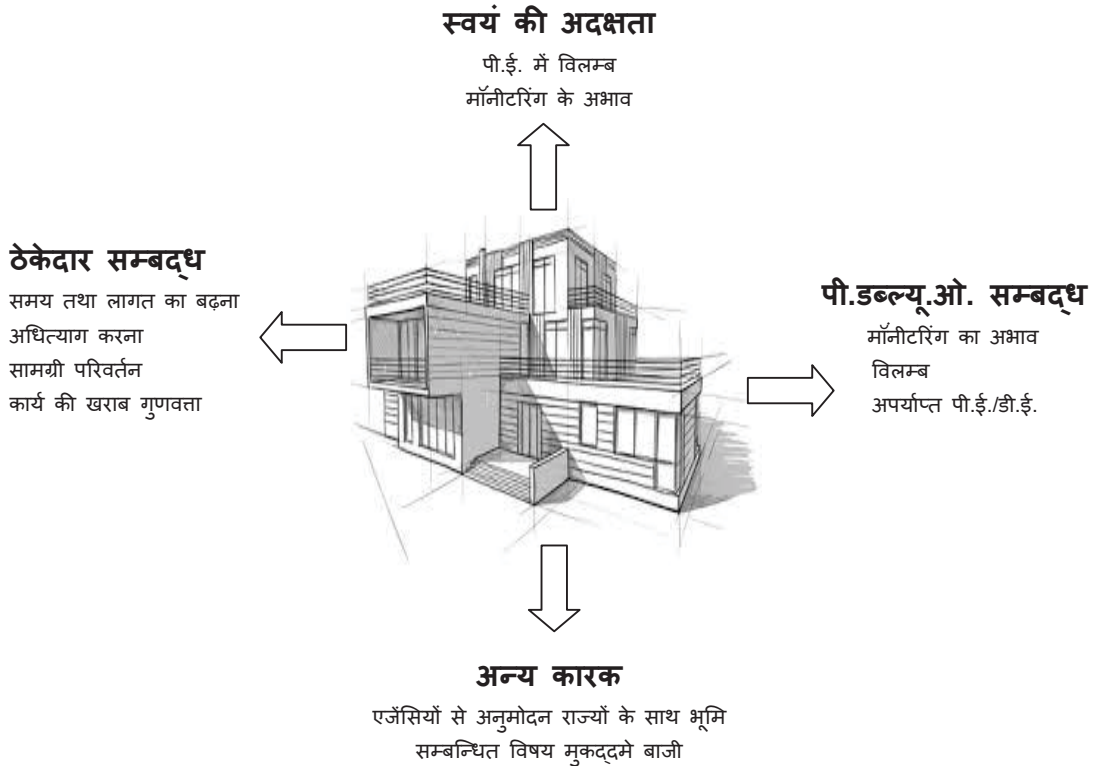 स्वयं की अदक्षता
पी.ई. में विलम्ब
मॉनीटरिंग के अभाव
ठेकेदार सम्बद्ध
समय तथा लागत का बढ़ना
अधित्याग करना
सामग्री परिवर्तन
कार्य की खराब गुणवत्ता
पी.डब्ल्यू.ओ. सम्बद्ध
मॉनीटरिंग का अभाव
विलम्ब
अपर्याप्त पी.ई./डी.ई.
अन्य कारक
एजेंसियों से अनुमोदन राज्यों के साथ भूमि
सम्बन्धित विषय मुकद्दमे बाजी